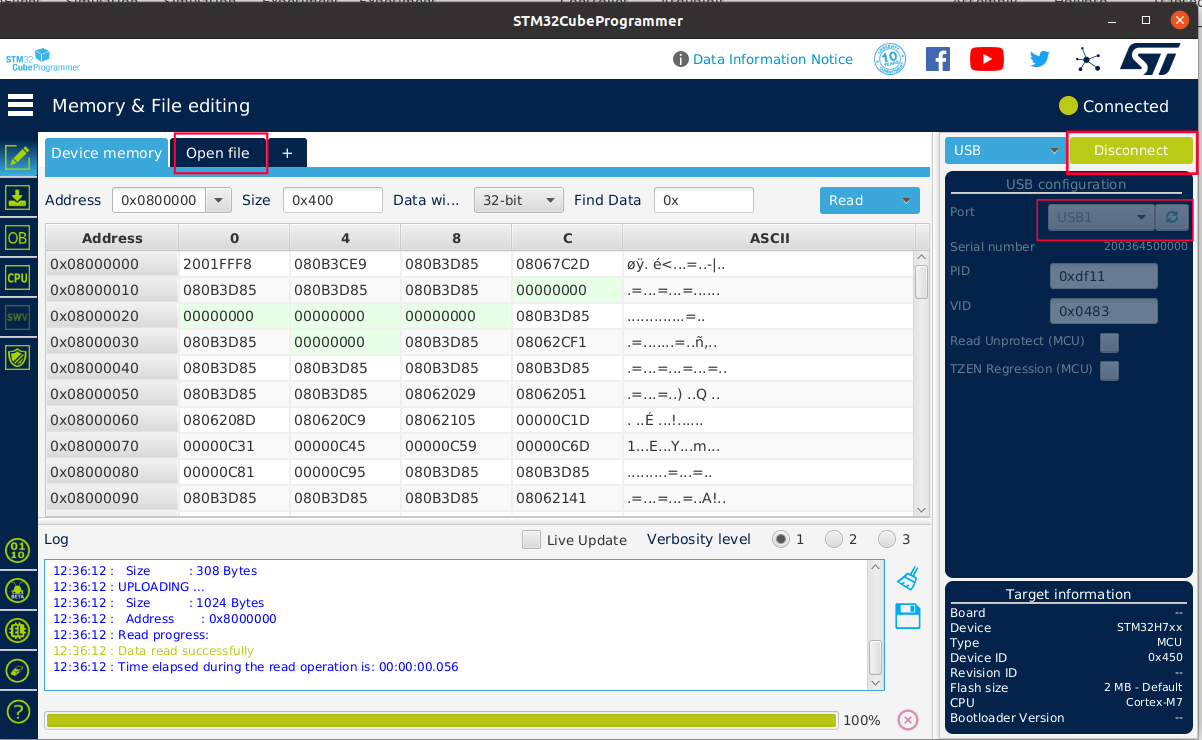 STM32CubeProgrammer
STM32
CubeProgrammer
Data Information Notice
10
Memory & File editing
Connected
Device memory
Open file
+
USB
Disconnect
Address
0x0800000
Size
0x400
Data wi...
32-bit
Find Data
0x
Read
Address 0 4 8 C ASCII
0x08000000 2001FFF8 080B3CE9 080B3D85 08067C2D øÿ. é<...=..-|..
0x08000010 080B3D85 080B3D85 080B3D85 00000000 .=...=...=......
0x08000020 00000000 00000000 00000000 080B3D85 .............=..
0x08000030 080B3D85 00000000 080B3D85 08062CF1 .=.......=..ñ,..
0x08000040 080B3D85 080B3D85 080B3D85 080B3D85 .=...=...=...=..
0x08000050 080B3D85 080B3D85 08062029 08062051 .=...=..) ..Q ..
0x08000060 0806208D 080620C9 08062105 00000C1D . ..É ...!......
0x08000070 00000C31 00000C45 00000C59 00000C6D 1...E...Y...m...
0x08000080 00000C81 00000C95 080B3D85 080B3D85 .........=...=..
0x08000090 080B3D85 080B3D85 080B3D85 08062141 .=...=...=..A!..
OB
CPU
SWV
USB configuration
Port
USB1
Serial number
200364500000
PID
0xdf11
VID
0x0483
Read Unprotect (MCU)
TZEN Regression (MCU)
Log
Live Update
Verbosity level
1
2
3
12:36:12 : Size : 308 Bytes
12:36:12 : UPLOADING ...
12:36:12 : Size : 1024 Bytes
12:36:12 : Address : 0x8000000
12:36:12 : Read progress:
12:36:12 : Data read successfully
12:36:12 : Time elapsed during the read operation is: 00:00:00.056
100%
01
10
BETA
?
Target information
Board --
Device STM32H7xx
Type MCU
Device ID 0x450
Revision ID --
Flash size 2 MB - Default
CPU Cortex-M7
Bootloader Version --